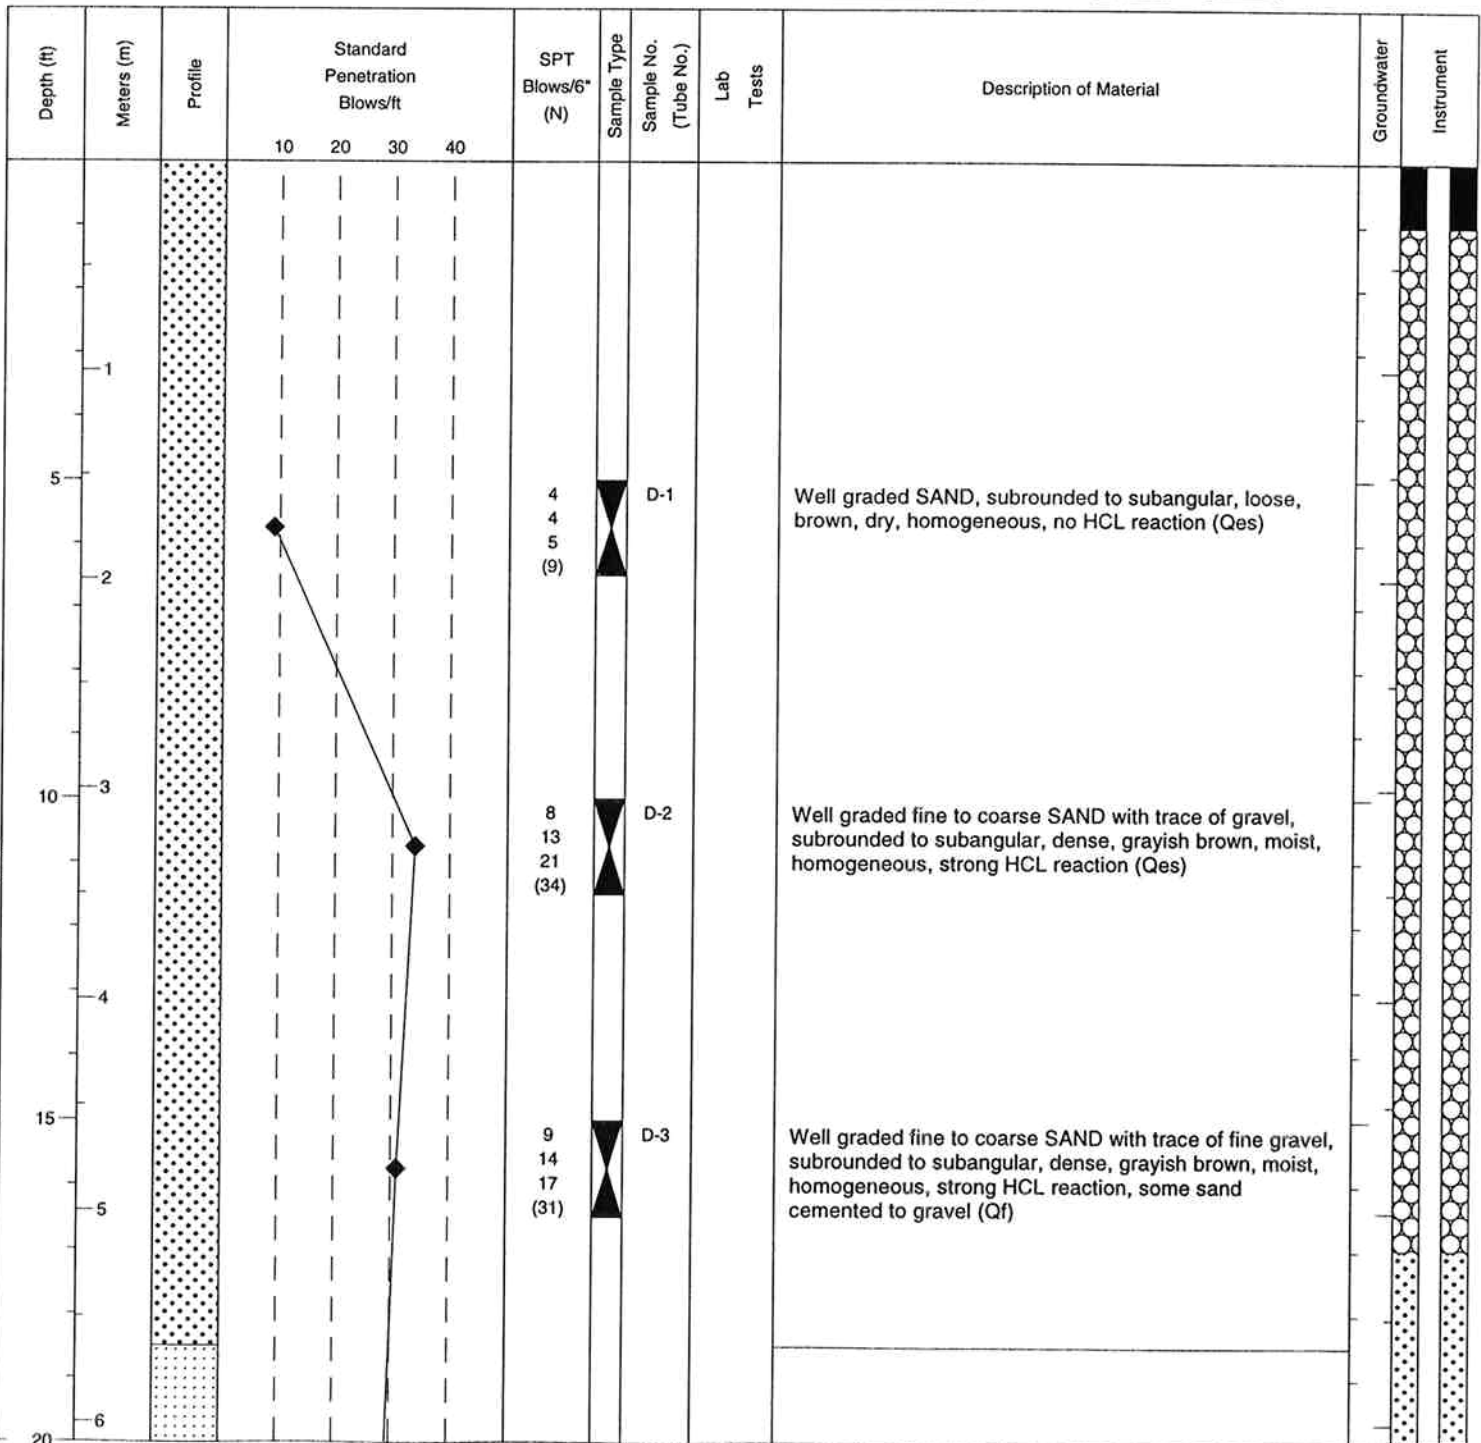 Depth (ft)
Meters (m)
Profile
Standard
Penetration
Blows/ft
10 20 30 40
SPT
Blows/6"
(N)
Sample Type
Sample No.
(Tube No.)
Lab
Tests
Description of Material
Groundwater
Instrument
1
5
4
4
5
(9)
D-1
Well graded SAND, subrounded to subangular, loose,
brown, dry, homogeneous, no HCL reaction (Qes)
2
3
10
8
13
21
(34)
D-2
Well graded fine to coarse SAND with trace of gravel,
subrounded to subangular, dense, grayish brown, moist,
homogeneous, strong HCL reaction (Qes)
4
15
9
14
17
(31)
D-3
Well graded fine to coarse SAND with trace of fine gravel,
subrounded to subangular, dense, grayish brown, moist,
homogeneous, strong HCL reaction, some sand
cemented to gravel (Qf)
5
6
20